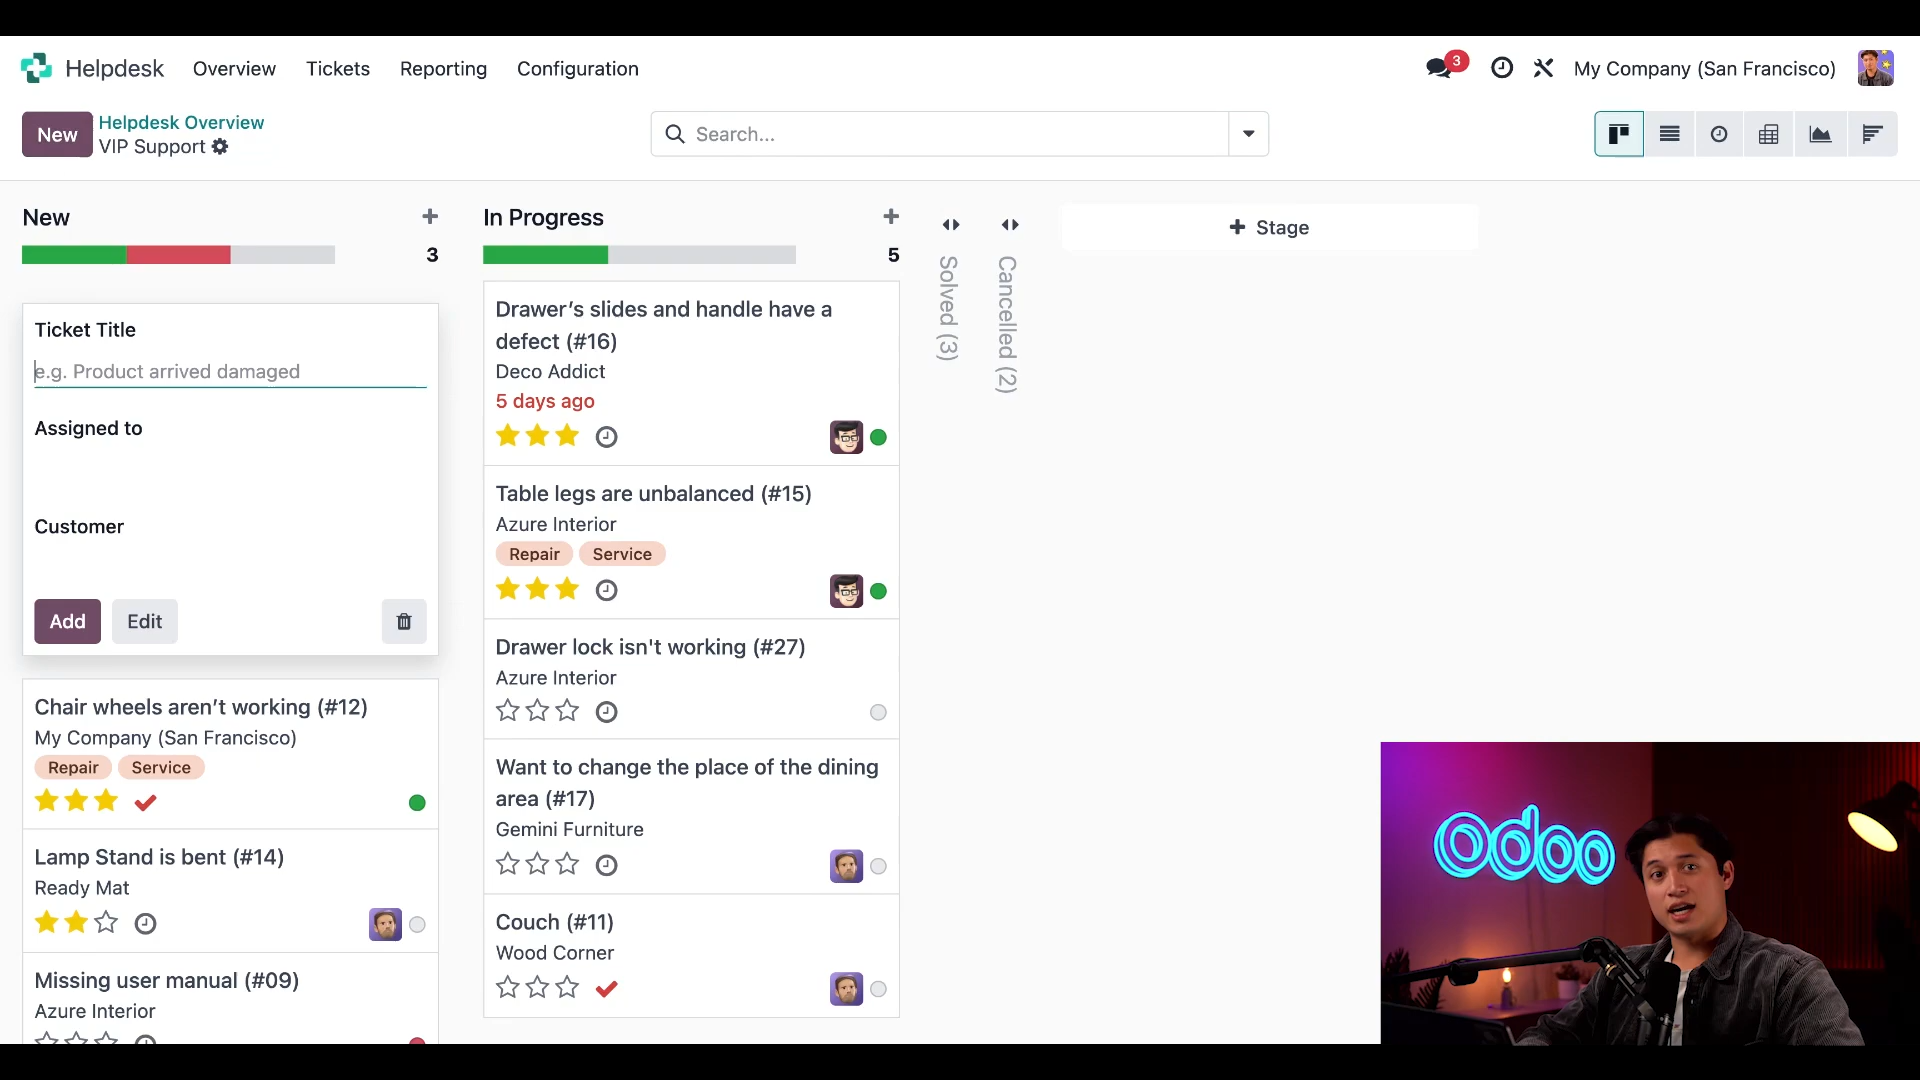 Helpdesk
Overview
Tickets
Reporting
Configuration
3
My Company (San Francisco)
New
Helpdesk Overview
VIP Support
Search...
New
3
Ticket Title
e.g. Product arrived damaged
Assigned to
Customer
Add
Edit
Chair wheels aren’t working (#12)
My Company (San Francisco)
Repair
Service
Lamp Stand is bent (#14)
Ready Mat
Missing user manual (#09)
Azure Interior
In Progress
5
Drawer’s slides and handle have a
defect (#16)
Deco Addict
5 days ago
Table legs are unbalanced (#15)
Azure Interior
Repair
Service
Drawer lock isn't working (#27)
Azure Interior
Want to change the place of the dining
area (#17)
Gemini Furniture
Couch (#11)
Wood Corner
Solved (3)
Cancelled (2)
Stage
odoo